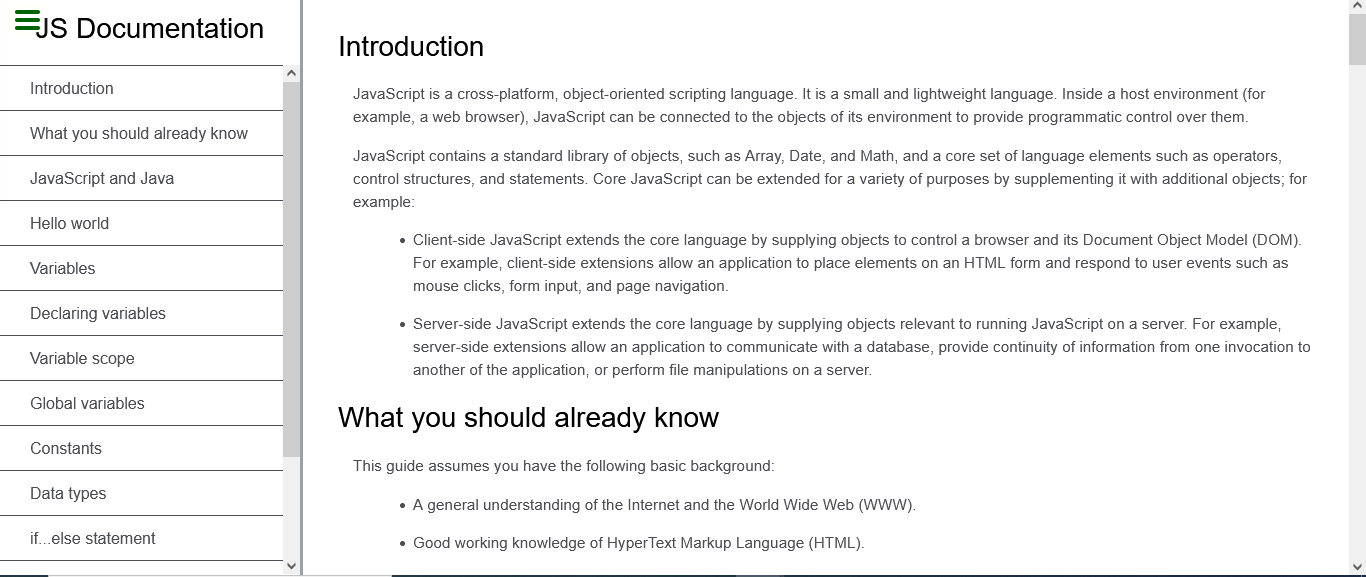 JS Documentation
Introduction
What you should already know
JavaScript and Java
Hello world
Variables
Declaring variables
Variable scope
Global variables
Constants
Data types
if...else statement
Introduction
JavaScript is a cross-platform, object-oriented scripting language. It is a small and lightweight language. Inside a host environment (for
example, a web browser), JavaScript can be connected to the objects of its environment to provide programmatic control over them.
JavaScript contains a standard library of objects, such as Array, Date, and Math, and a core set of language elements such as operators,
control structures, and statements. Core JavaScript can be extended for a variety of purposes by supplementing it with additional objects; for
example:
• Client-side JavaScript extends the core language by supplying objects to control a browser and its Document Object Model (DOM).
For example, client-side extensions allow an application to place elements on an HTML form and respond to user events such as
mouse clicks, form input, and page navigation.
• Server-side JavaScript extends the core language by supplying objects relevant to running JavaScript on a server. For example,
server-side extensions allow an application to communicate with a database, provide continuity of information from one invocation to
another of the application, or perform file manipulations on a server.
What you should already know
This guide assumes you have the following basic background:
• A general understanding of the Internet and the World Wide Web (WWW).
• Good working knowledge of HyperText Markup Language (HTML).